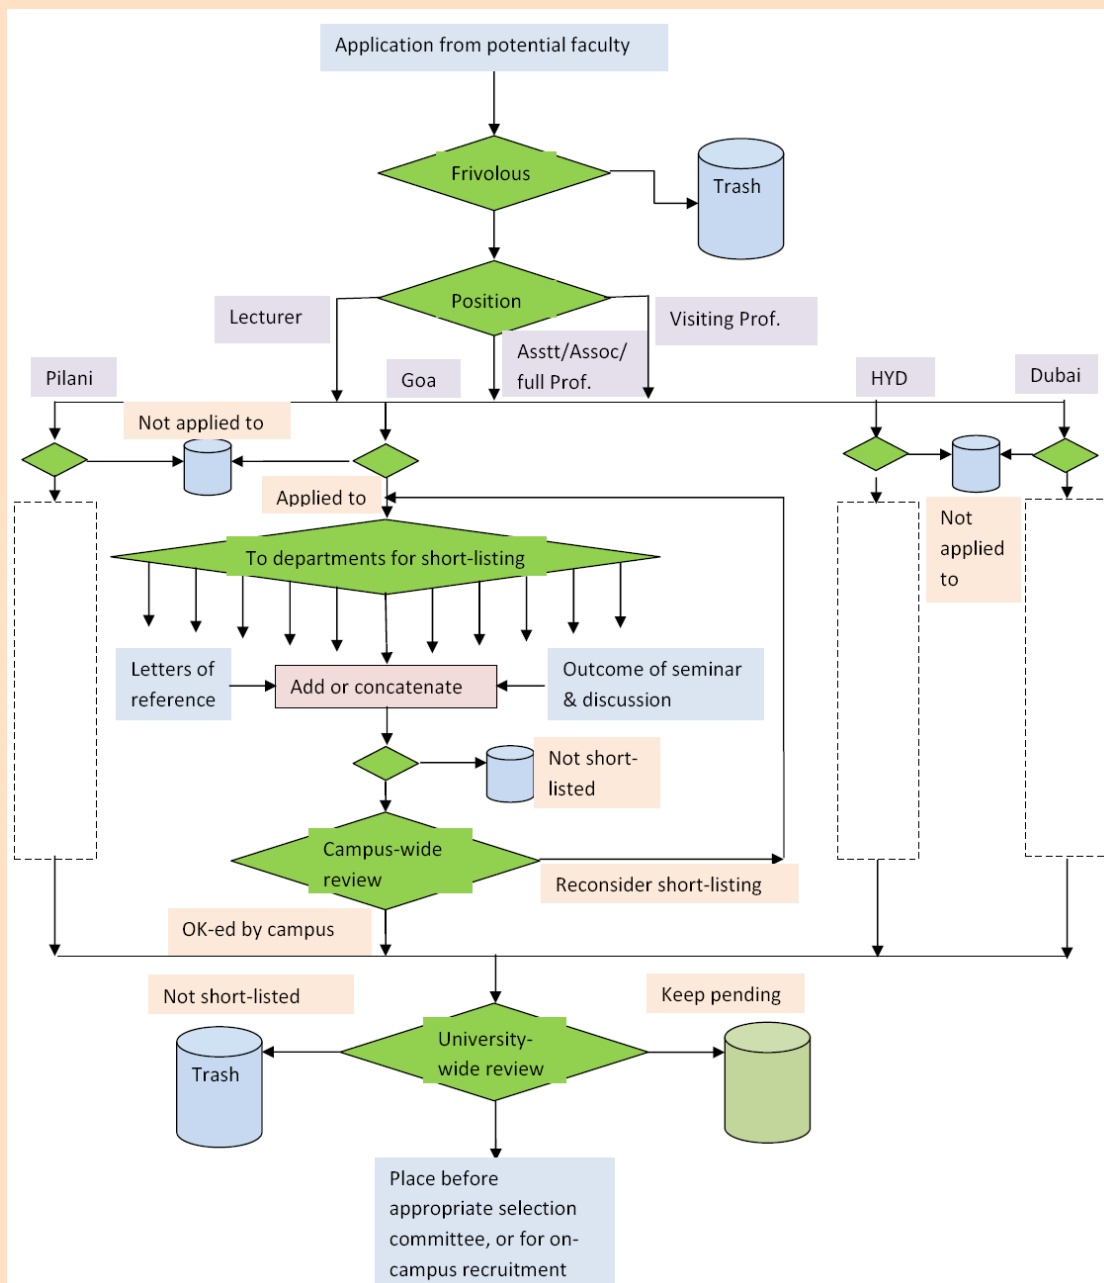 Application from potential faculty
Frivolous
Trash
Position
Lecturer
Visiting Prof.
Asstt/Assoc/
full Prof.
Pilani
Goa
HYD
Dubai
Not applied to
Applied to
Not
applied
to
To departments for short-listing
Letters of
reference
Add or concatenate
Outcome of seminar
& discussion
Not short-
listed
Campus-wide
review
Reconsider short-listing
OK-ed by campus
Not short-listed
Keep pending
University-
wide review
Trash
Place before
appropriate selection
committee, or for on-
campus recruitment